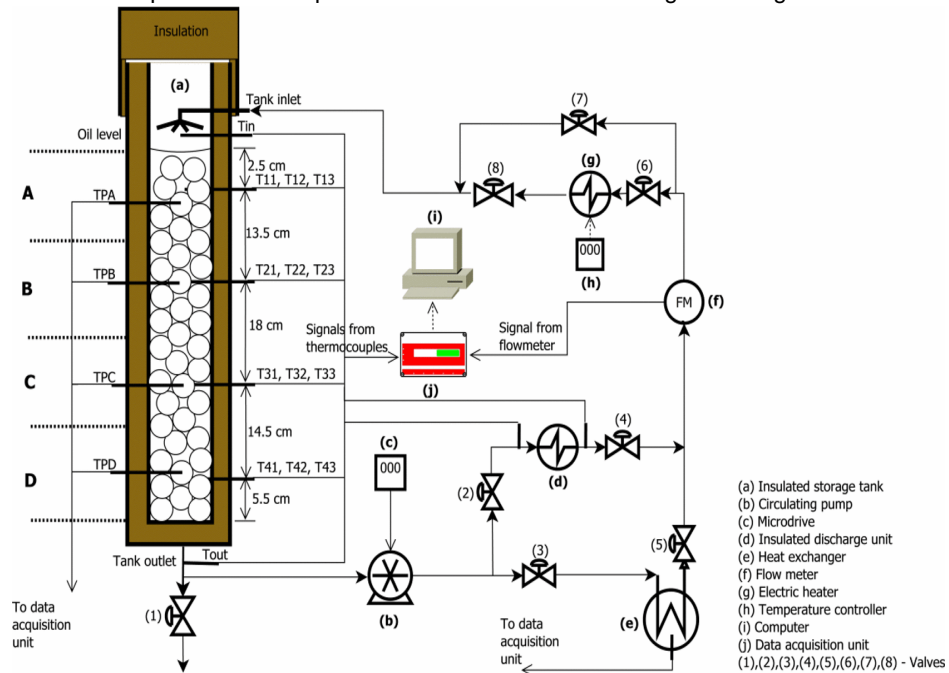 Insulation
(a)
Tank inlet
Tin
Oil level
2.5 cm
A
TPA
T11, T12, T13
13.5 cm
B
TPB
T21, T22, T23
18 cm
C
TPC
T31, T32, T33
14.5 cm
D
TPD
T41, T42, T43
5.5 cm
Tank outlet
Tout
(1)
To data
acquisition
unit
(7)
(8)
(g)
(6)
000
(h)
(i)
FM
(f)
Signals from
thermocouples
Signal from
flowmeter
(j)
(c)
000
(4)
(d)
(2)
(3)
(5)
(b)
(e)
To data
acquisition
unit
(a) Insulated storage tank
(b) Circulating pump
(c) Microdrive
(d) Insulated discharge unit
(e) Heat exchanger
(f) Flow meter
(g) Electric heater
(h) Temperature controller
(i) Computer
(j) Data acquisition unit
(1),(2),(3),(4),(5),(6),(7),(8) - Valves